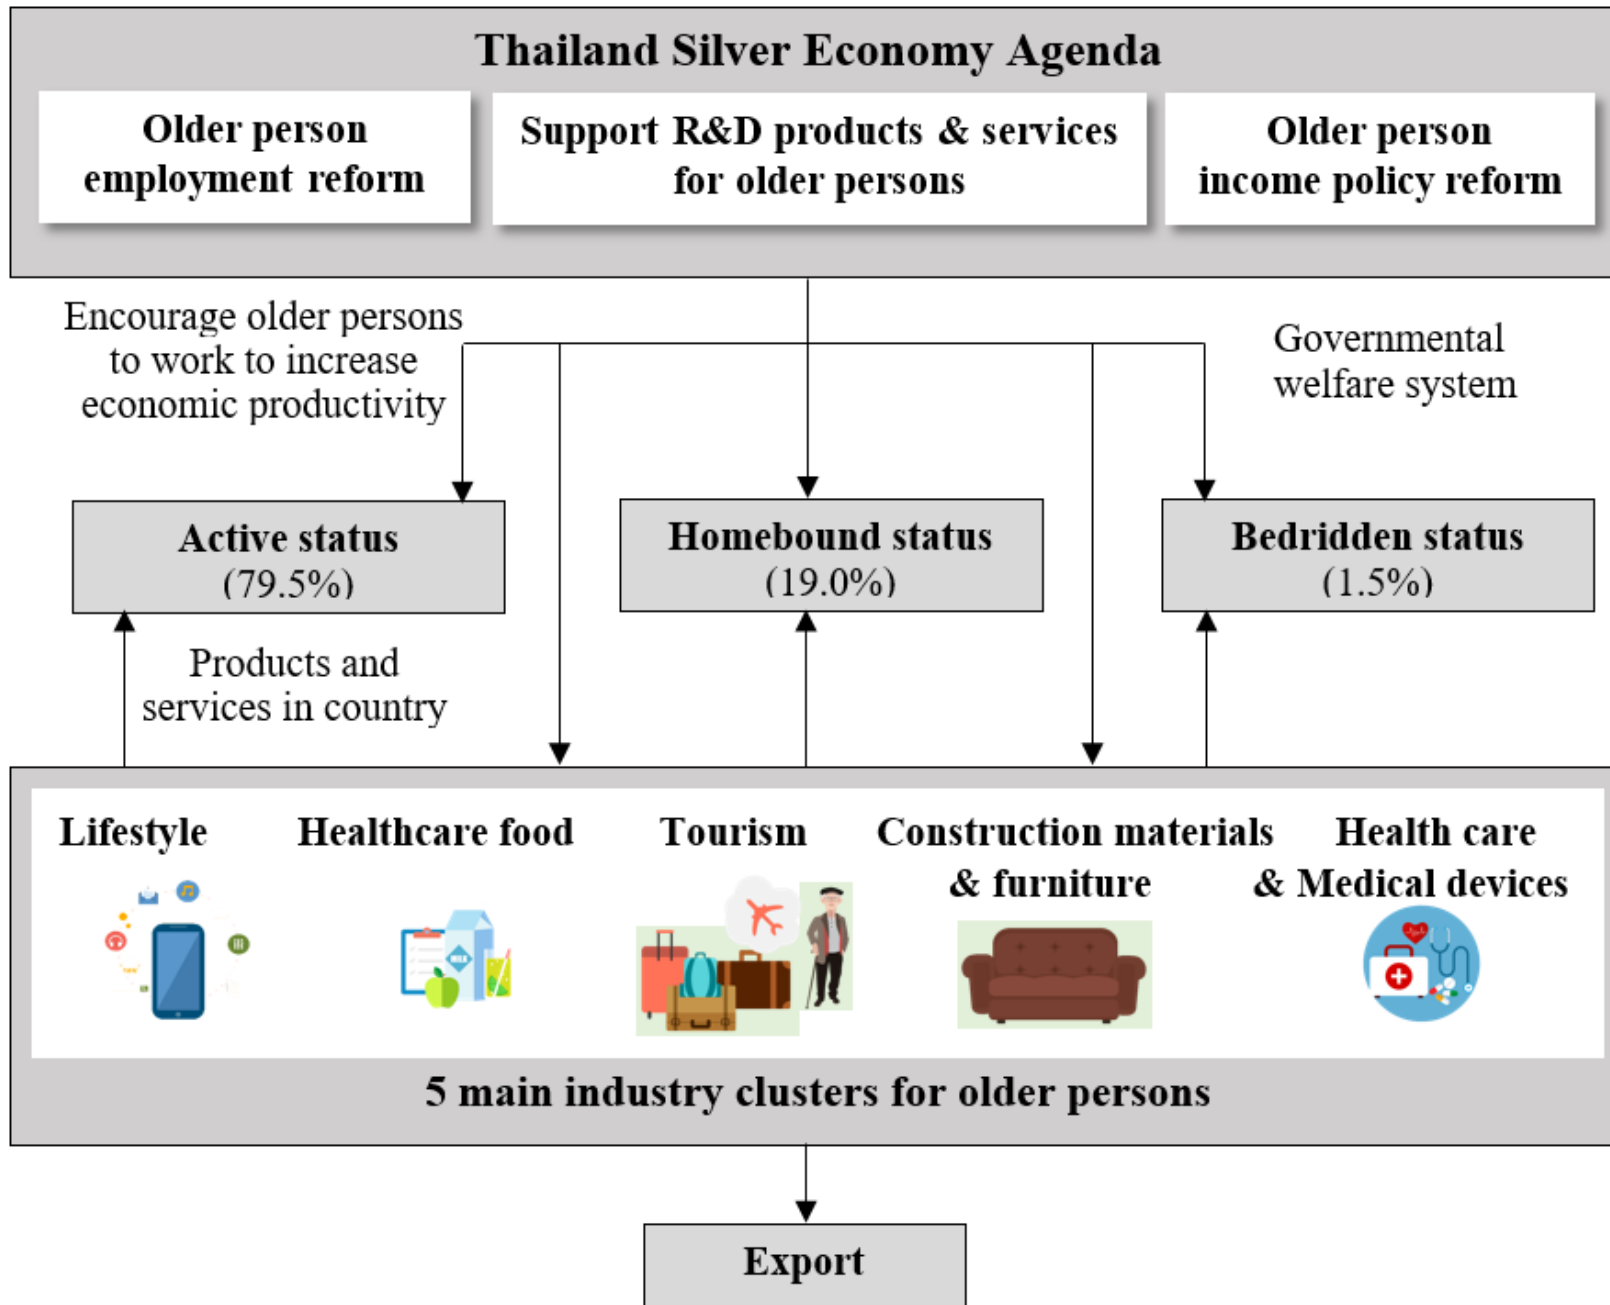 Thailand Silver Economy Agenda
Older person
employment reform
Support R&D products & services
for older persons
Older person
income policy reform
Encourage older persons
to work to increase
economic productivity
Governmental
welfare system
Active status
(79.5%)
Homebound status
(19.0%)
Bedridden status
(1.5%)
Products and
services in country
Lifestyle
Healthcare food
Tourism
Construction materials
& furniture
Health care
& Medical devices
MILK
5 main industry clusters for older persons
Export